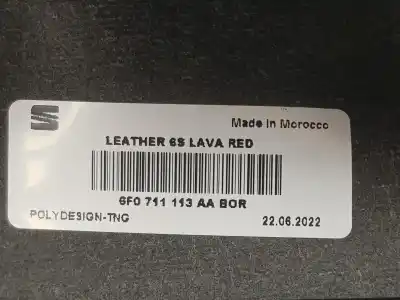 Made in Morocco
LEATHER 6S LAVA RED
6F0 711 113 AA BOR
POLYDESIGN-TNG
22.06.2022